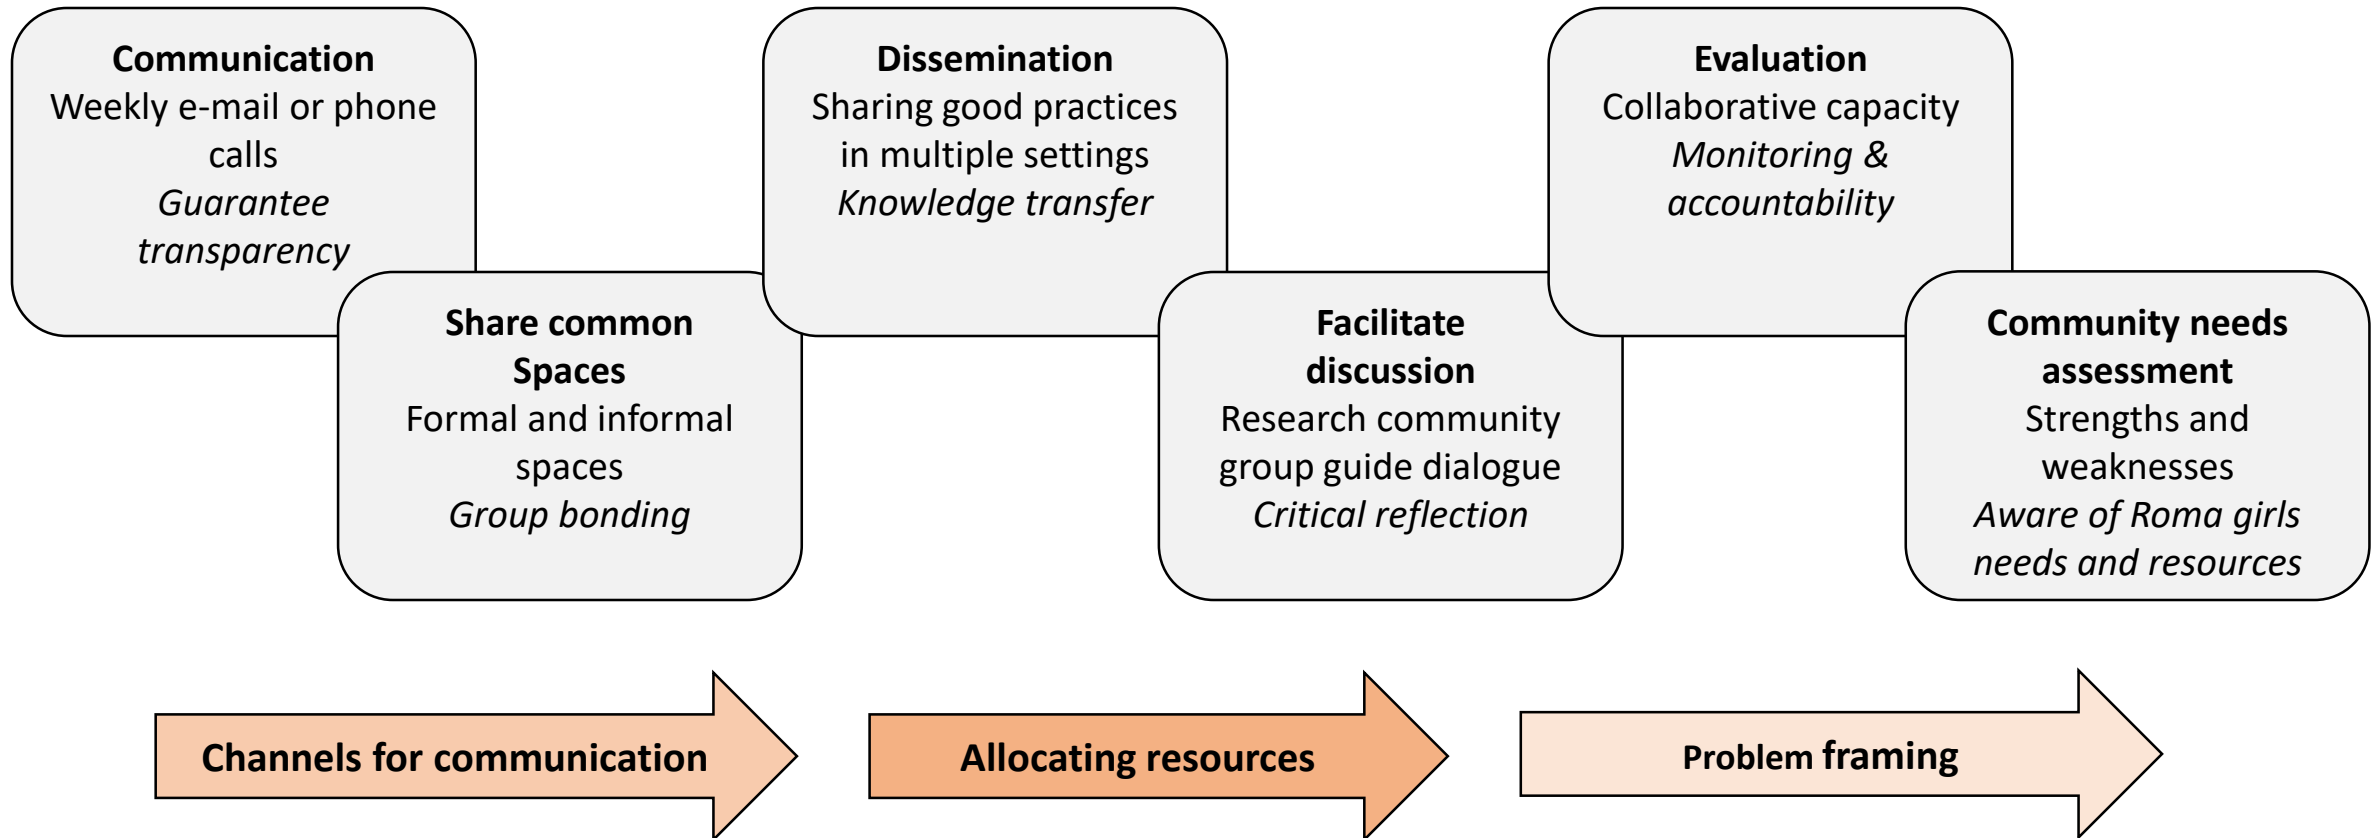 Communication
Weekly e-mail or phone
calls
Guarantee
transparency
Share common
Spaces
Formal and informal
spaces
Group bonding
Dissemination
Sharing good practices
in multiple settings
Knowledge transfer
Facilitate
discussion
Research community
group guide dialogue
Critical reflection
Evaluation
Collaborative capacity
Monitoring &
accountability
Community needs
assessment
Strengths and
weaknesses
Aware of Roma girls
needs and resources
Channels for communication
Allocating resources
Problem framing